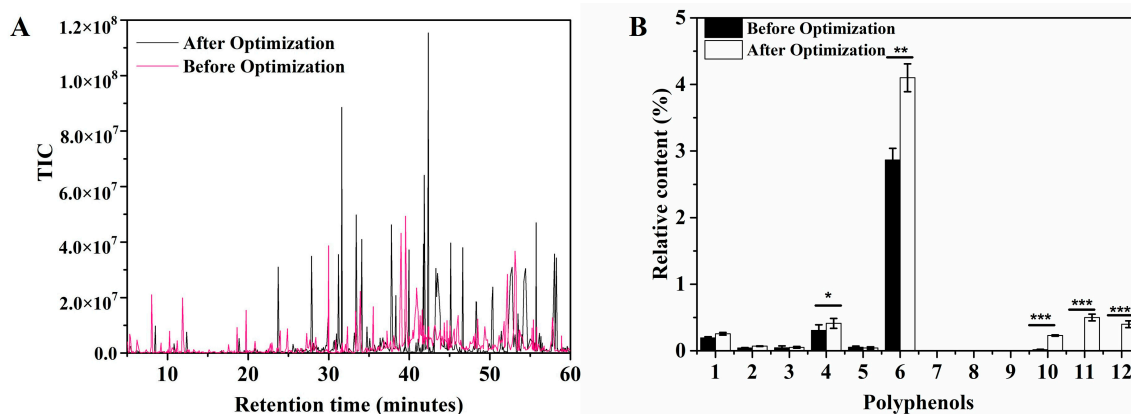 A
After Optimization
Before Optimization
1.2×10⁸
1.0×10⁸
8.0×10⁷
6.0×10⁷
4.0×10⁷
2.0×10⁷
0.0
TIC
10 20 30 40 50 60
Retention time (minutes)
B
Before Optimization
After Optimization
5
4
3
2
1
0
Relative content (%)
**
*
***
***
***
1 2 3 4 5 6 7 8 9 10 11 12
Polyphenols